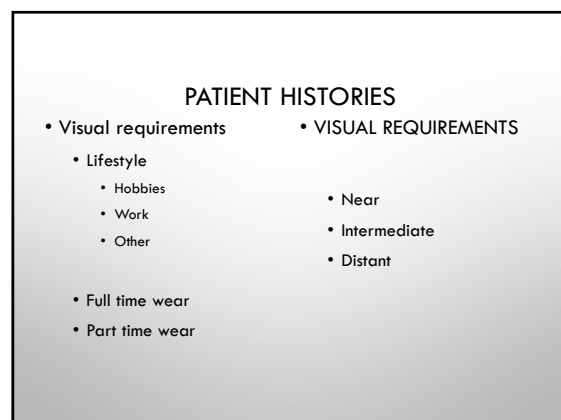 PATIENT HISTORIES
• Visual requirements
• Lifestyle
• Hobbies
• Work
• Other
• Full time wear
• Part time wear
• VISUAL REQUIREMENTS
• Near
• Intermediate
• Distant